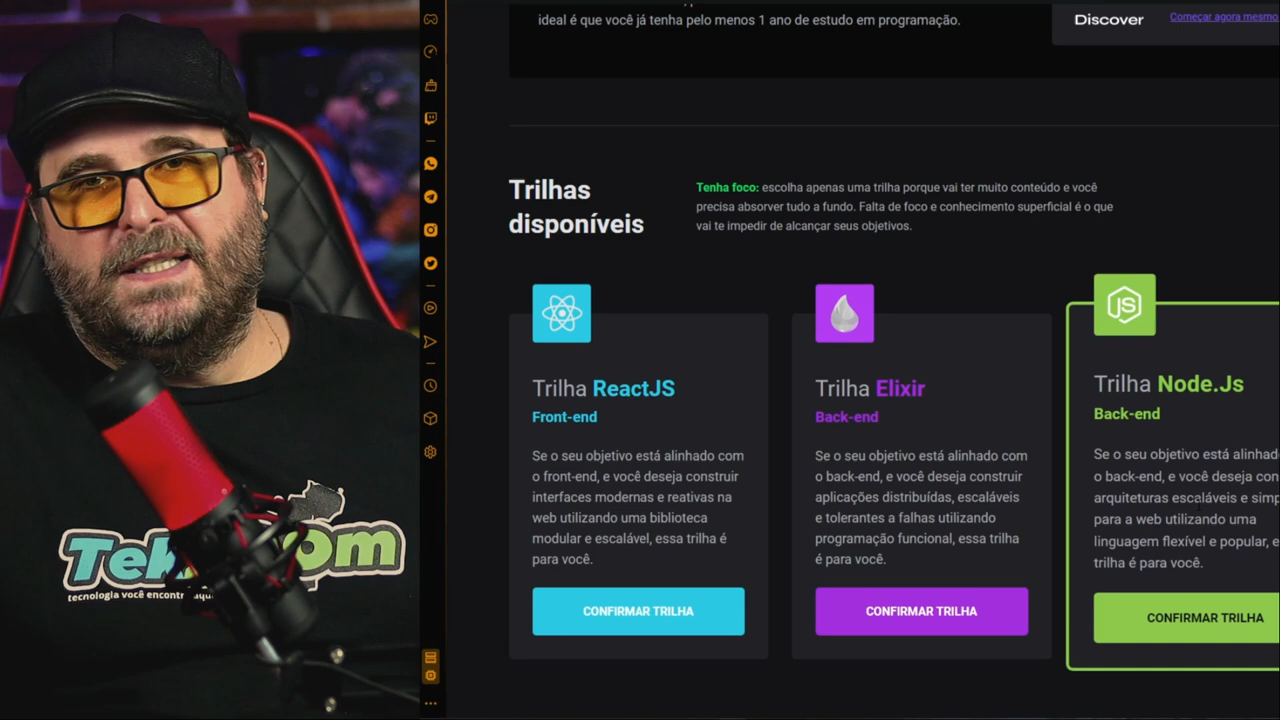 ideal é que você já tenha pelo menos 1 ano de estudo em programação.
Discover
Começar agora mesmo
Trilhas
disponíveis
Tenha foco: escolha apenas uma trilha porque vai ter muito conteúdo e você
precisa absorver tudo a fundo. Falta de foco e conhecimento superficial é o que
vai te impedir de alcançar seus objetivos.
Trilha ReactJS
Front-end
Se o seu objetivo está alinhado com
o front-end, e você deseja construir
interfaces modernas e reativas na
web utilizando uma biblioteca
modular e escalável, essa trilha é
para você.
CONFIRMAR TRILHA
Trilha Elixir
Back-end
Se o seu objetivo está alinhado com
o back-end, e você deseja construir
aplicações distribuídas, escaláveis
e tolerantes a falhas utilizando
programação funcional, essa trilha
é para você.
CONFIRMAR TRILHA
JS
Trilha Node.Js
Back-end
Se o seu objetivo está alinhad
o back-end, e você deseja con
arquiteturas escaláveis e simp
para a web utilizando uma
linguagem flexível e popular, e
trilha é para você.
CONFIRMAR TRILHA
tecnologia você encontr